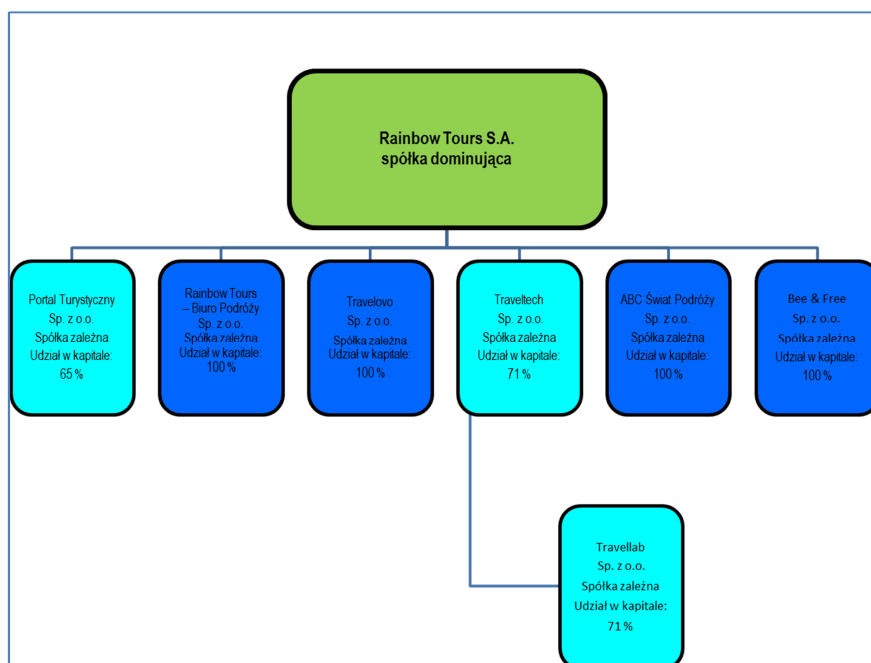 Rainbow Tours S.A.
spółka dominująca
Portal Turystyczny
Sp. z o.o.
Spółka zależna
Udział w kapitale:
65 %
Rainbow Tours
– Biuro Podróży
Sp. z o.o.
Spółka zależna
Udział w kapitale:
100 %
Travelovo
Sp. z o.o.
Spółka zależna
Udział w kapitale:
100 %
Traveltech
Sp. z o.o.
Spółka zależna
Udział w kapitale:
71 %
ABC Świat Podróży
Sp. z o.o.
Spółka zależna
Udział w kapitale:
100 %
Bee & Free
Sp. z o.o.
Spółka zależna
Udział w kapitale:
100 %
Travellab
Sp. z o.o.
Spółka zależna
Udział w kapitale:
71 %